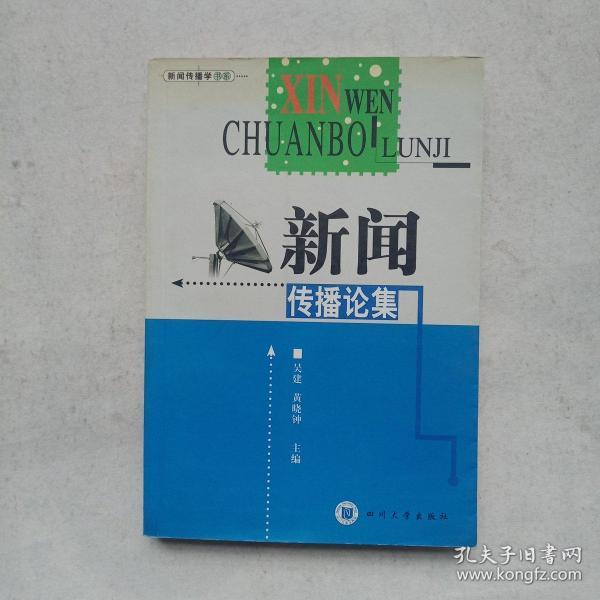 新闻传播学书系
XIN WEN
CHUANBO LUNJI
新闻
传播论集
吴建 黄晓钟 主编
四川大学出版社
孔夫子旧书网
www.kongfz.com